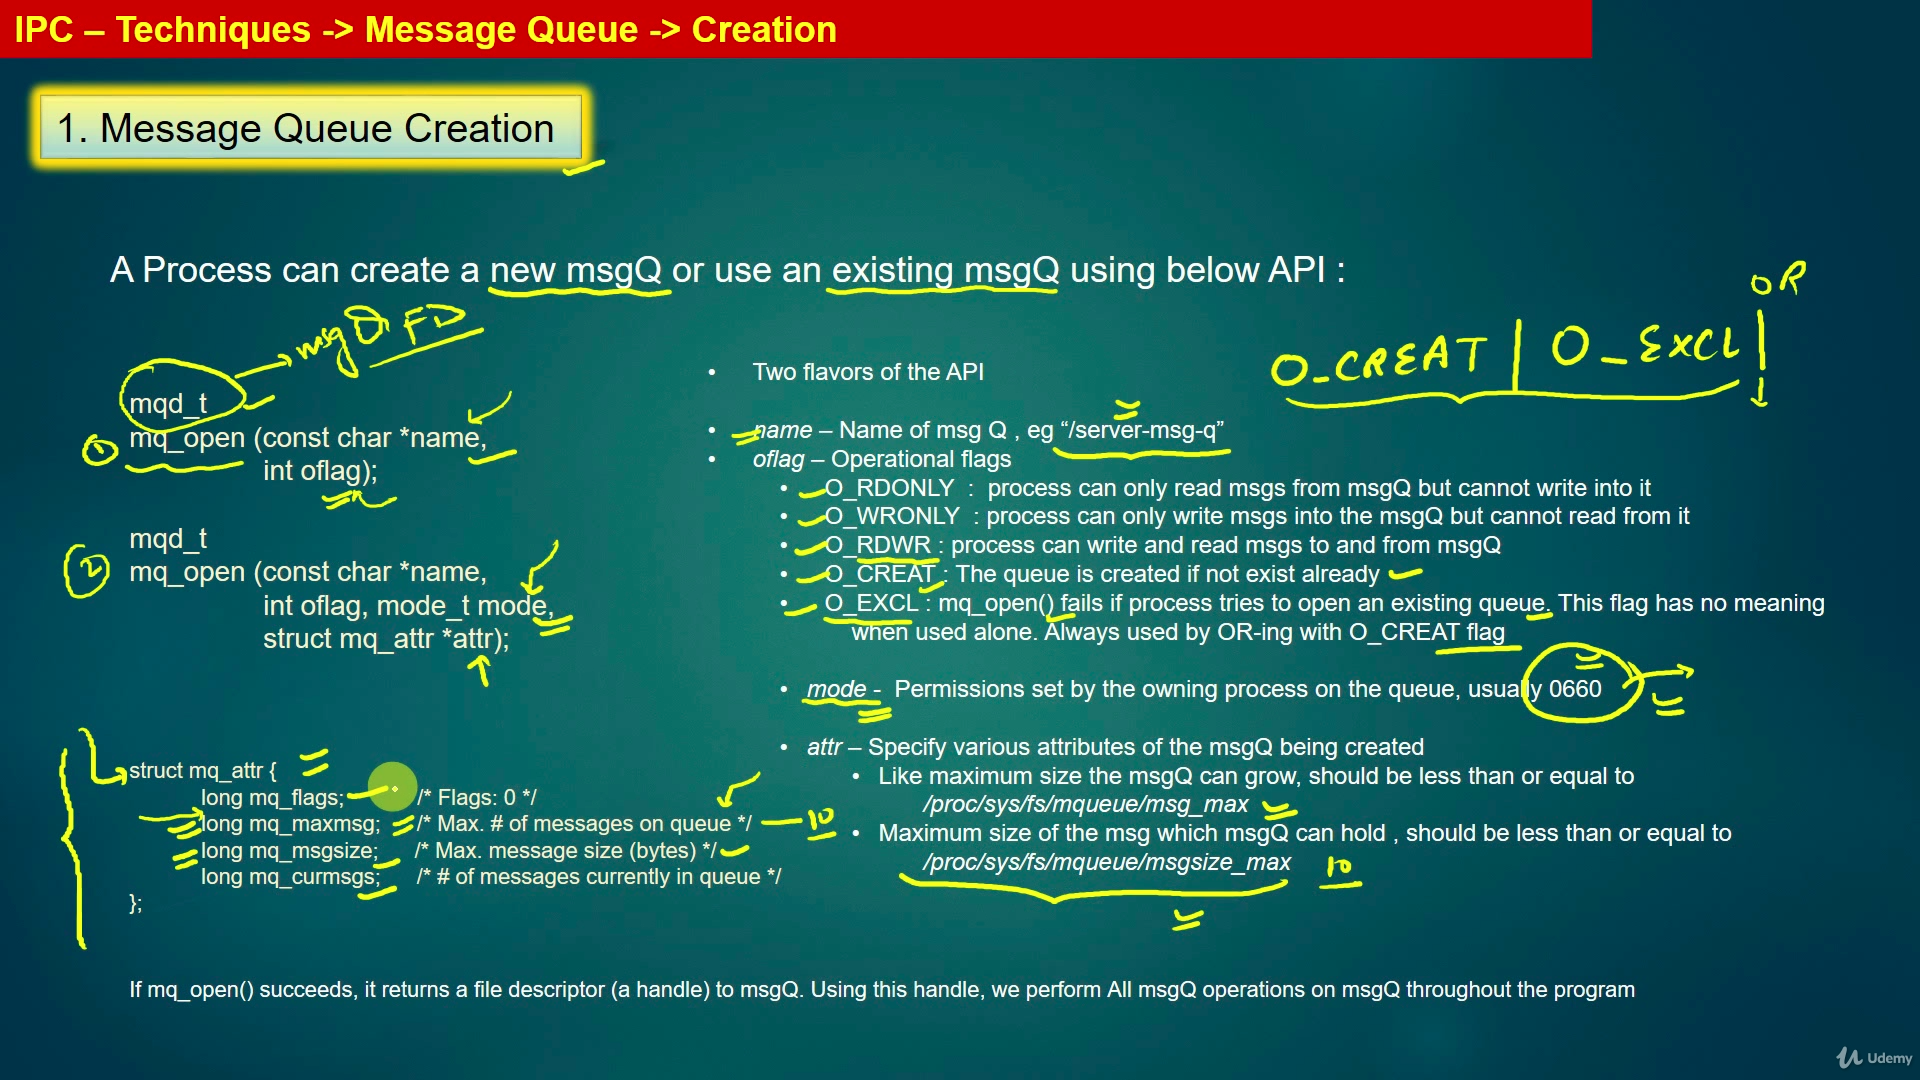 IPC – Techniques -> Message Queue -> Creation
1. Message Queue Creation
A Process can create a new msgQ or use an existing msgQ using below API :
msgQ FD
mqd_t
1 mq_open (const char *name,
int oflag);
mqd_t
2 mq_open (const char *name,
int oflag, mode_t mode,
struct mq_attr *attr);
struct mq_attr {
long mq_flags; /* Flags: 0 */
long mq_maxmsg; /* Max. # of messages on queue */ 10
long mq_msgsize; /* Max. message size (bytes) */
long mq_curmsgs; /* # of messages currently in queue */
};
OR
O_CREAT | O_EXCL |
• Two flavors of the API
• name – Name of msg Q , eg “/server-msg-q”
• oflag – Operational flags
• O_RDONLY : process can only read msgs from msgQ but cannot write into it
• O_WRONLY : process can only write msgs into the msgQ but cannot read from it
• O_RDWR : process can write and read msgs to and from msgQ
• O_CREAT : The queue is created if not exist already
• O_EXCL : mq_open() fails if process tries to open an existing queue. This flag has no meaning
when used alone. Always used by OR-ing with O_CREAT flag
• mode - Permissions set by the owning process on the queue, usually 0660
• attr – Specify various attributes of the msgQ being created
• Like maximum size the msgQ can grow, should be less than or equal to
/proc/sys/fs/mqueue/msg_max
• Maximum size of the msg which msgQ can hold , should be less than or equal to
/proc/sys/fs/mqueue/msgsize_max 10
If mq_open() succeeds, it returns a file descriptor (a handle) to msgQ. Using this handle, we perform All msgQ operations on msgQ throughout the program
Udemy